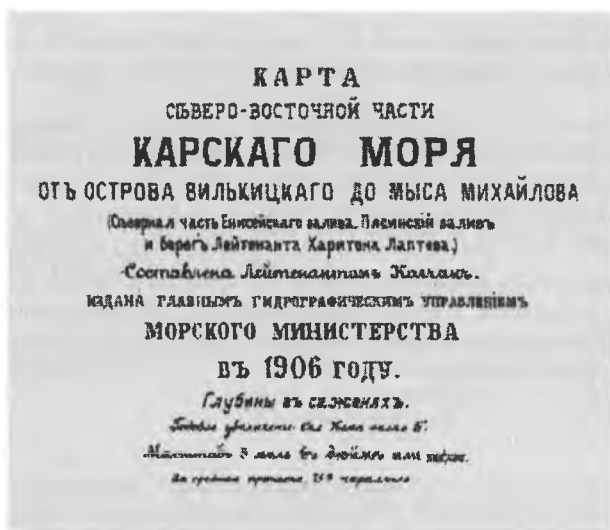 КАРТА
СѢВЕРО-ВОСТОЧНОЙ ЧАСТИ
КАРСКАГО МОРЯ
ОТЪ ОСТРОВА ВИЛЬКИЦКАГО ДО МЫСА МИХАЙЛОВА
(Сѣверная часть Енисейскаго залива, Пясинскій заливъ
и берегъ Лейтенанта Харитона Лаптева.)
Составлена Лейтенантомъ Колчакъ.
ИЗДАНА ГЛАВНЫМЪ ГИДРОГРАФИЧЕСКИМЪ УПРАВЛЕНІЕМЪ
МОРСКОГО МИНИСТЕРСТВА
ВЪ 1906 ГОДУ.
Глубины въ саженяхъ.
Масштабъ 5 миль въ дюймѣ или